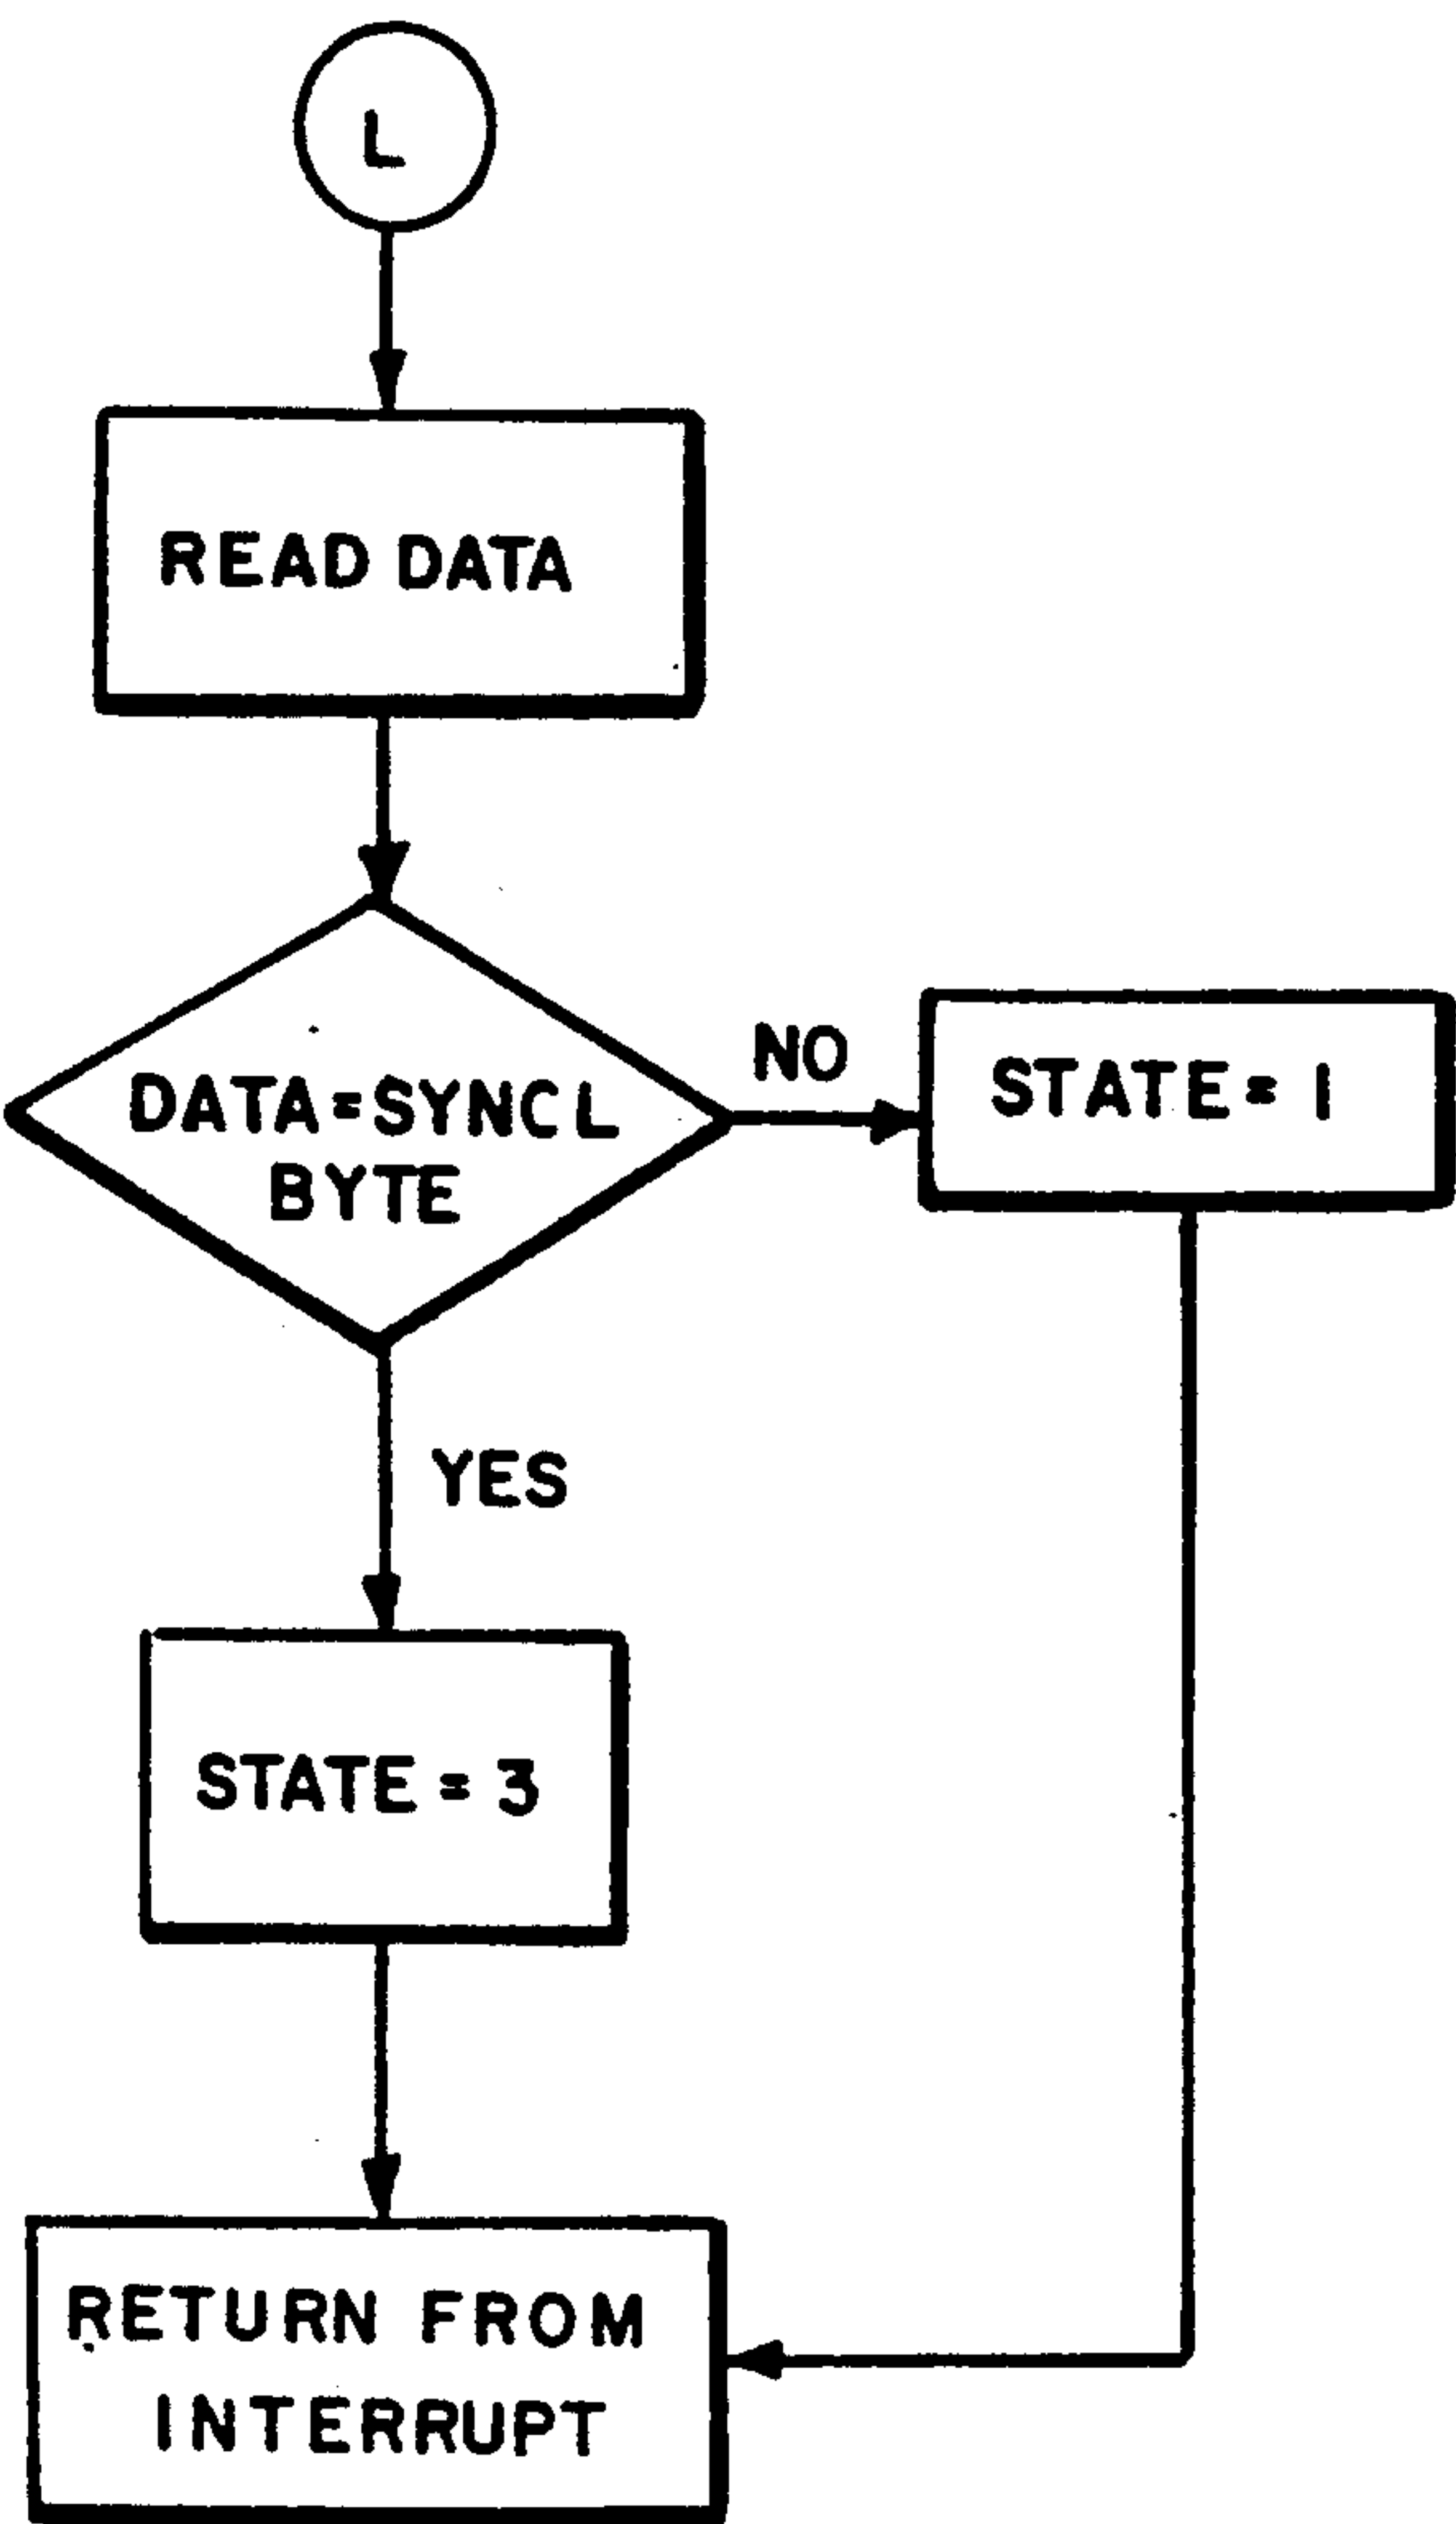 L
READ DATA
DATA=SYNCL
BYTE
NO
STATE= 1
YES
STATE = 3
RETURN FROM
INTERRUPT